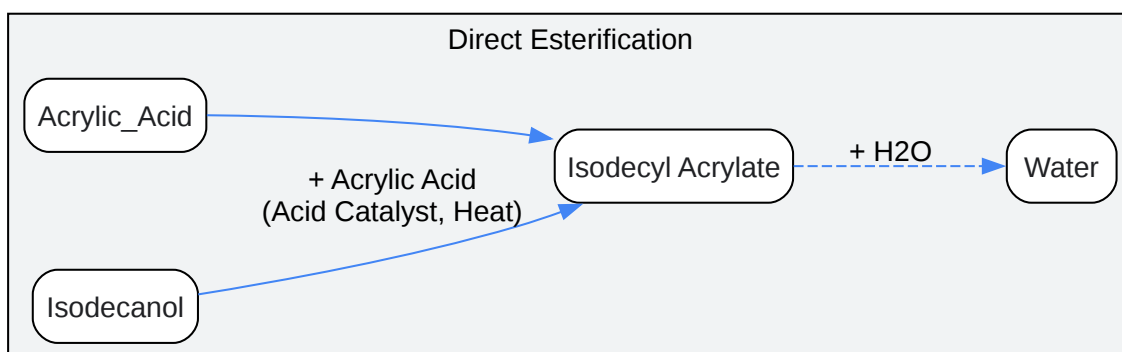 Direct Esterification
Acrylic_Acid
+ Acrylic Acid
(Acid Catalyst, Heat)
Isodecanol
Isodecyl Acrylate
+ H2O
Water